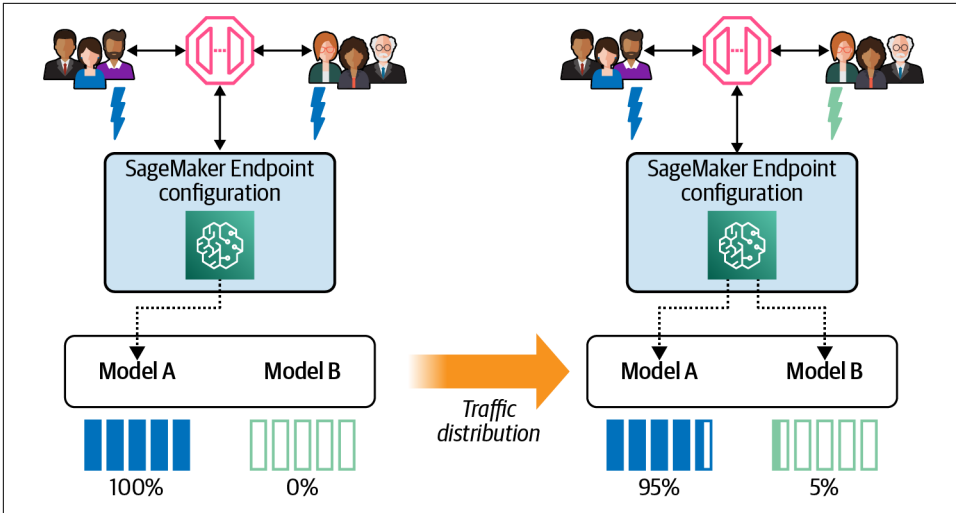 SageMaker Endpoint
configuration
Model A
Model B
100%
0%
Traffic
distribution
SageMaker Endpoint
configuration
Model A
Model B
95%
5%